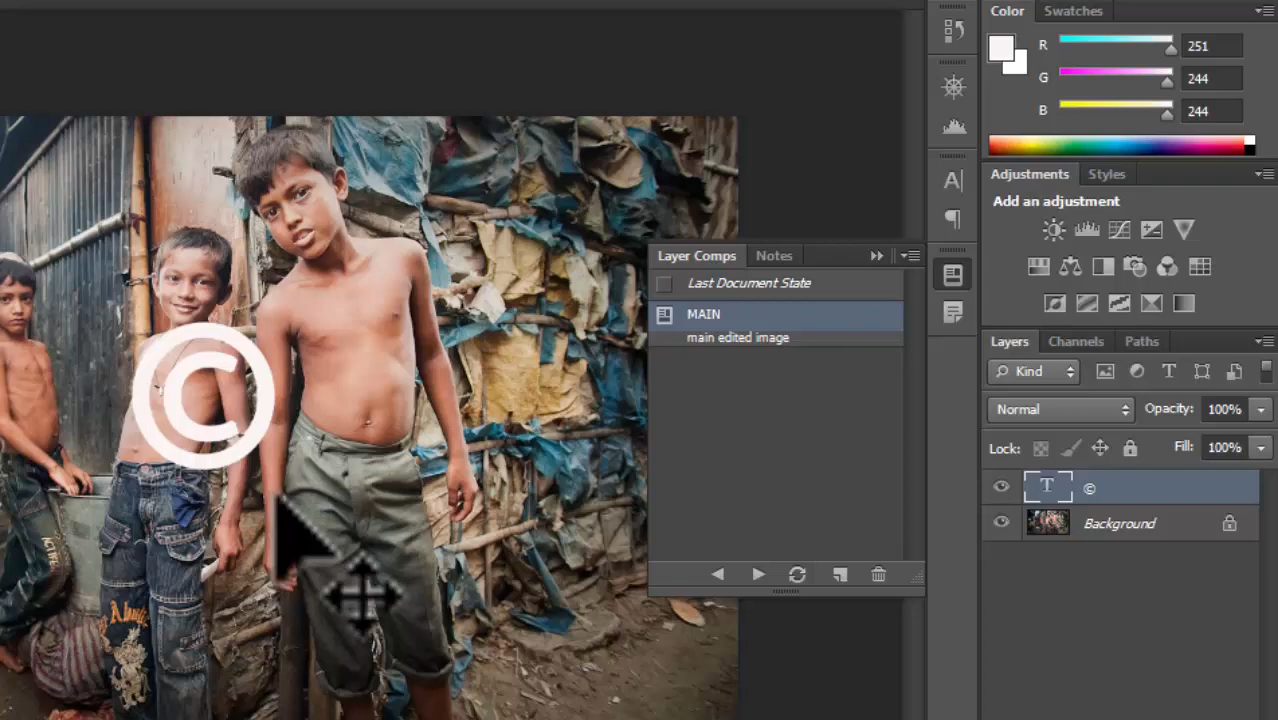 Color Swatches
R 251
G 244
B 244
Adjustments Styles
Add an adjustment
Layer Comps Notes
Last Document State
MAIN
main edited image
Layers Channels Paths
Kind
Normal Opacity: 100%
Lock: Fill: 100%
T ©
Background
©